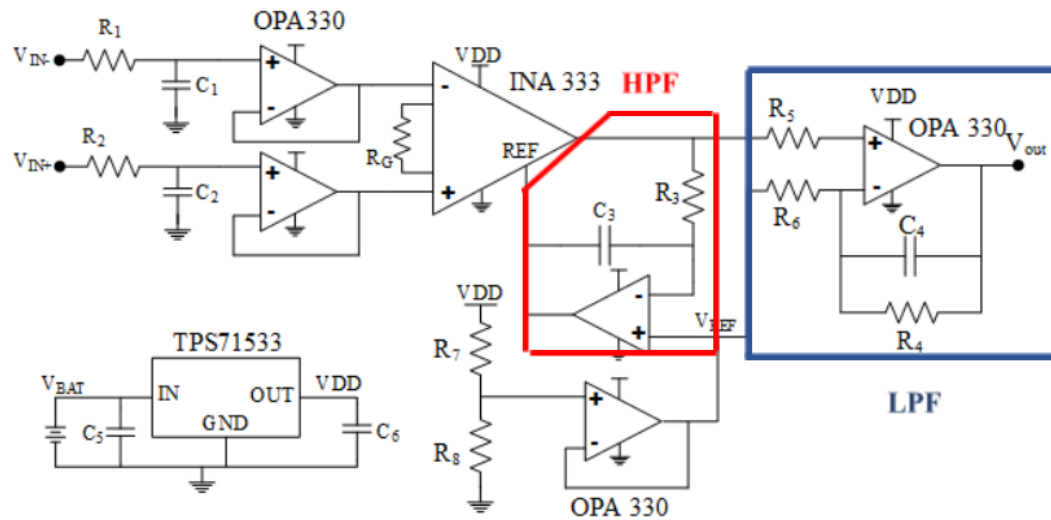 R1
OPA330
VIN-
C1
VDD
INA 333
HPF
R2
RG
REF
VIN+
C2
R3
C3
R5
VDD
OPA 330
Vout
R6
C4
R4
LPF
VDD
VREF
R7
R8
OPA 330
TPS71533
VBAT
IN
OUT
VDD
GND
C5
C6